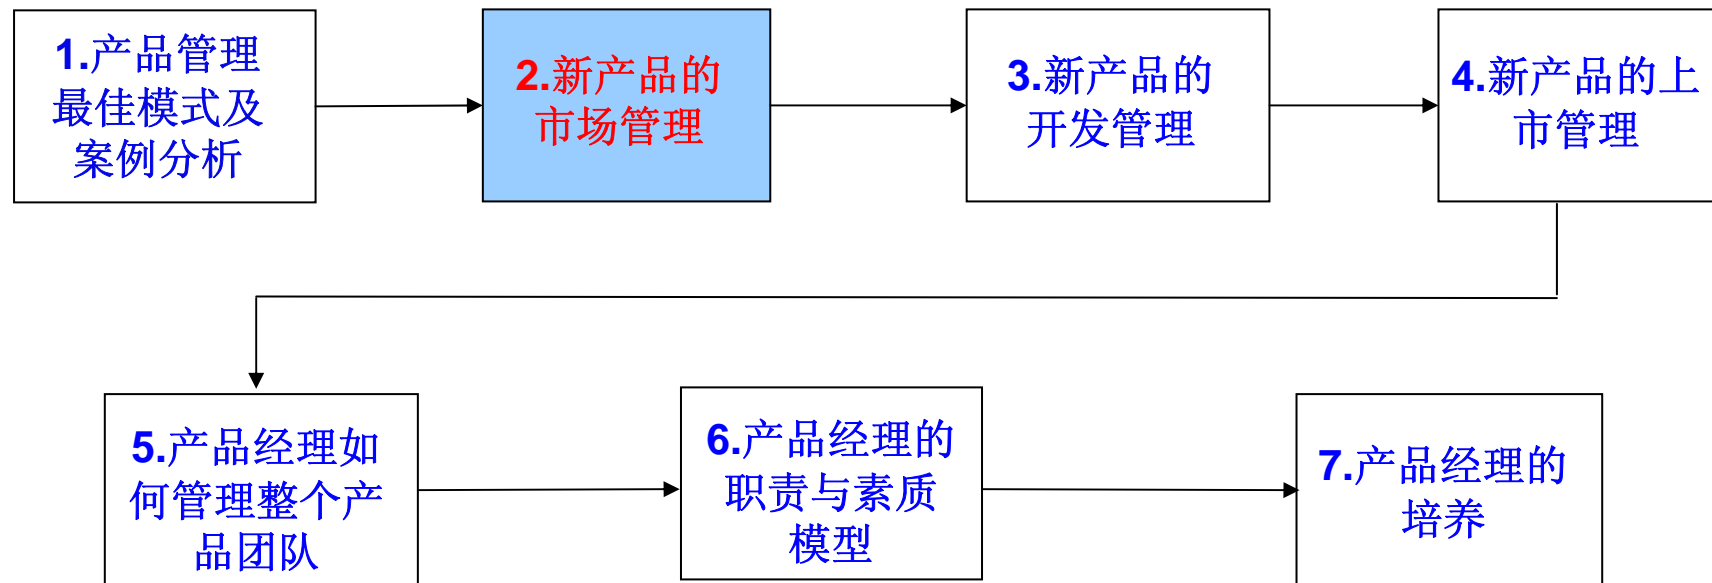 1.产品管理
最佳模式及
案例分析
2.新产品的
市场管理
3.新产品的
开发管理
4.新产品的上
市管理
5.产品经理如
何管理整个产
品团队
6.产品经理的
职责与素质
模型
7.产品经理的
培养